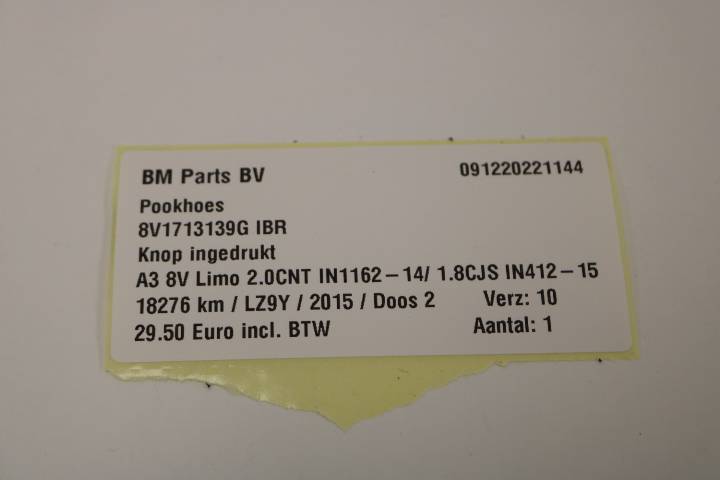 BM Parts BV 091220221144
Pookhoes
8V1713139G IBR
Knop ingedrukt
A3 8V Limo 2.0CNT IN1162-14/ 1.8CJS IN412-15
18276 km / LZ9Y / 2015 / Doos 2 Verz: 10
29.50 Euro incl. BTW Aantal: 1